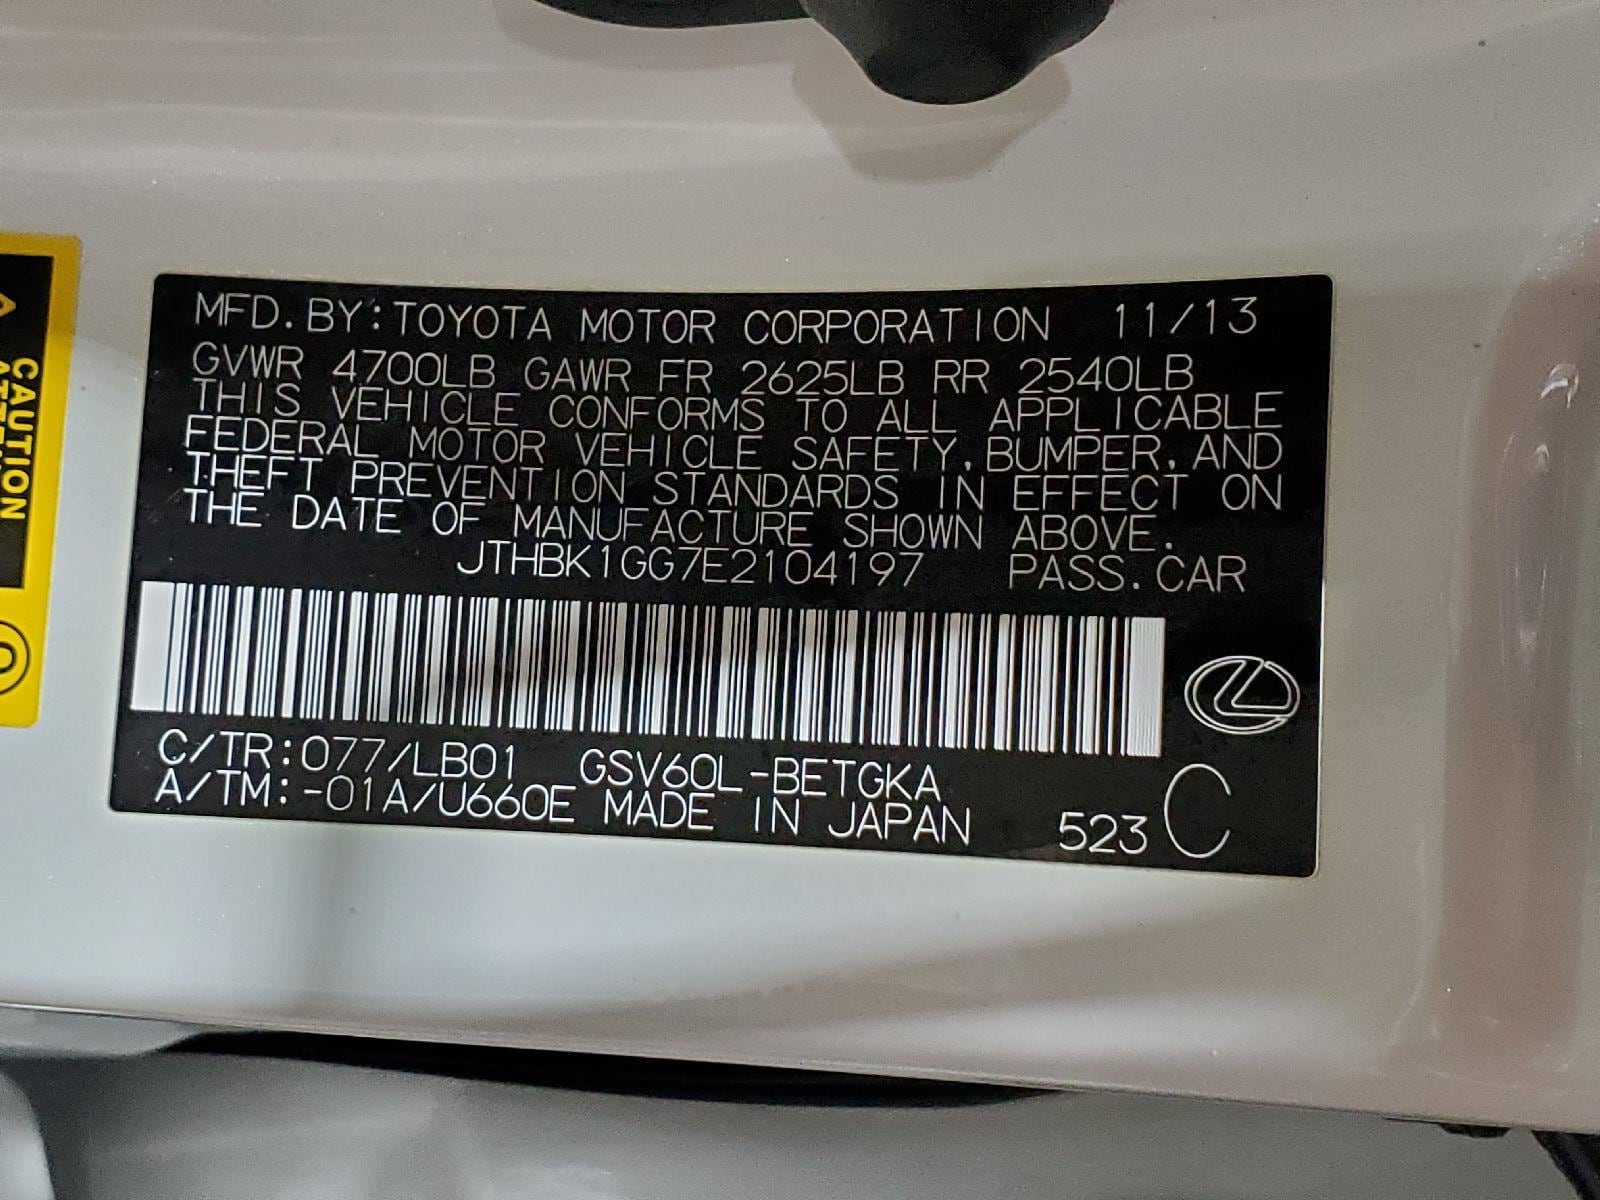 MFD. BY: TOYOTA MOTOR CORPORATION 11/13
GVWR 4700LB GAWR FR 2625LB RR 2540LB
THIS VEHICLE CONFORMS TO ALL APPLICABLE
FEDERAL MOTOR VEHICLE SAFETY, BUMPER, AND
THEFT PREVENTION STANDARDS IN EFFECT ON
THE DATE OF MANUFACTURE SHOWN ABOVE.
JTHBK1GG7E2104197 PASS. CAR
C/TR: 077/LB01 GSV60L-BETGKA
A/TM: -01A/U660E MADE IN JAPAN 523 C
CAUTION